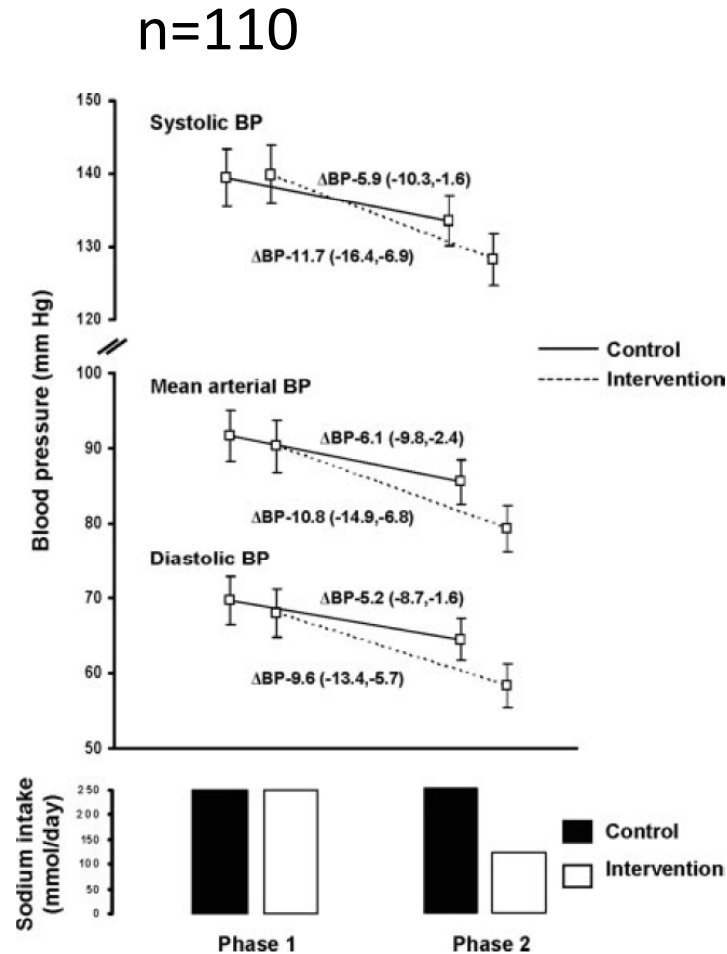 n=110
150
Systolic BP
140
ΔBP-5.9 (-10.3,-1.6)
130
ΔBP-11.7 (-16.4,-6.9)
120
Blood pressure (mm Hg)
Control
Intervention
100
Mean arterial BP
ΔBP-6.1 (-9.8,-2.4)
90
ΔBP-10.8 (-14.9,-6.8)
80
Diastolic BP
70
ΔBP-5.2 (-8.7,-1.6)
60
ΔBP-9.6 (-13.4,-5.7)
50
Sodium intake
(mmol/day)
250
200
150
100
50
0
Control
Intervention
Phase 1
Phase 2